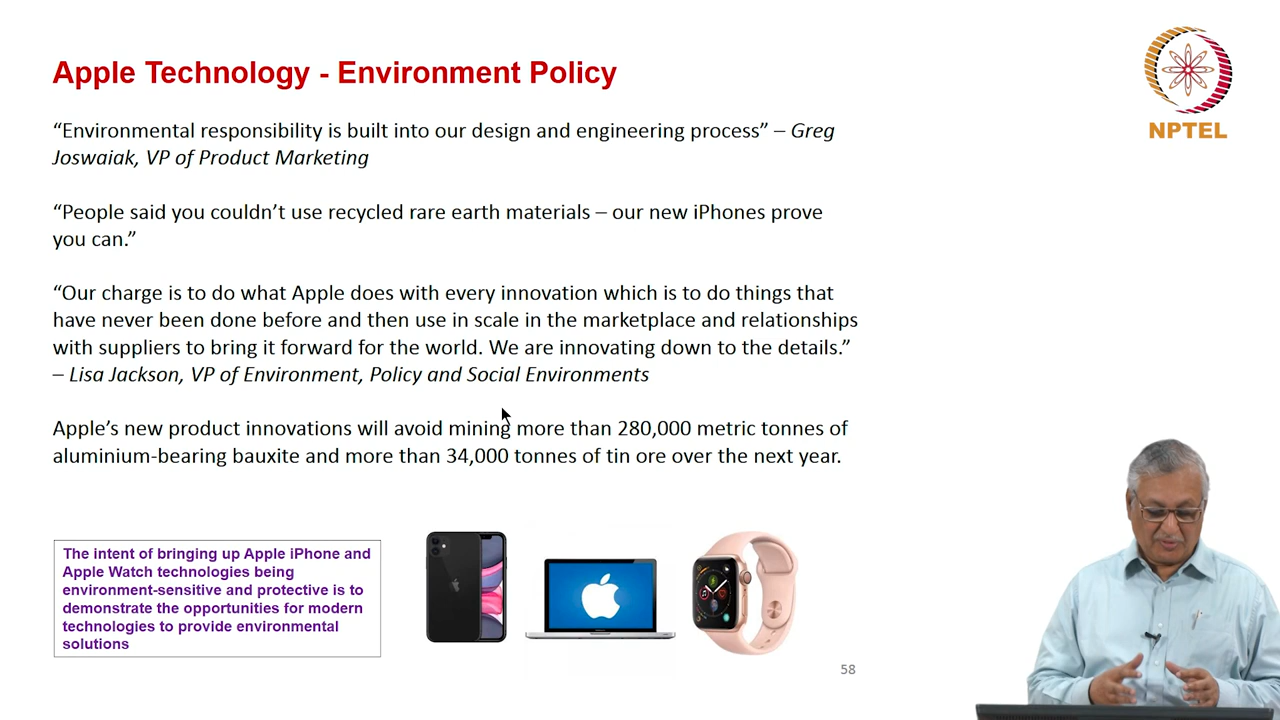 Apple Technology - Environment Policy
NPTEL
“Environmental responsibility is built into our design and engineering process” – Greg
Joswaiak, VP of Product Marketing
“People said you couldn’t use recycled rare earth materials – our new iPhones prove
you can.”
“Our charge is to do what Apple does with every innovation which is to do things that
have never been done before and then use in scale in the marketplace and relationships
with suppliers to bring it forward for the world. We are innovating down to the details.”
– Lisa Jackson, VP of Environment, Policy and Social Environments
Apple’s new product innovations will avoid mining more than 280,000 metric tonnes of
aluminium-bearing bauxite and more than 34,000 tonnes of tin ore over the next year.
The intent of bringing up Apple iPhone and
Apple Watch technologies being
environment-sensitive and protective is to
demonstrate the opportunities for modern
technologies to provide environmental
solutions
58